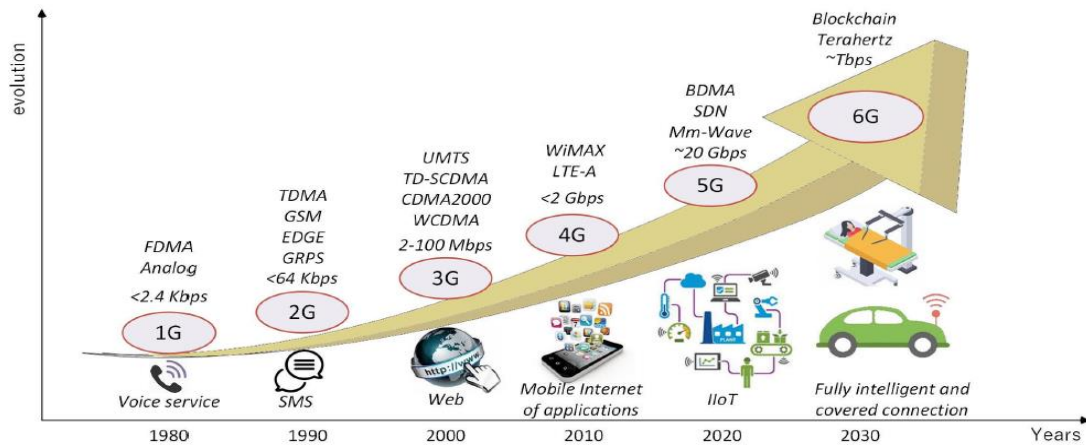 evolution
FDMA
Analog
<2.4 Kbps
1G
Voice service
1980
TDMA
GSM
EDGE
GRPS
<64 Kbps
2G
SMS
1990
UMTS
TD-SCDMA
CDMA2000
WCDMA
2-100 Mbps
3G
http://www
Web
2000
WiMAX
LTE-A
<2 Gbps
4G
Mobile Internet
of applications
2010
BDMA
SDN
Mm-Wave
~20 Gbps
5G
PLANT
IIoT
2020
Blockchain
Terahertz
~Tbps
6G
Fully intelligent and
covered connection
2030
Years